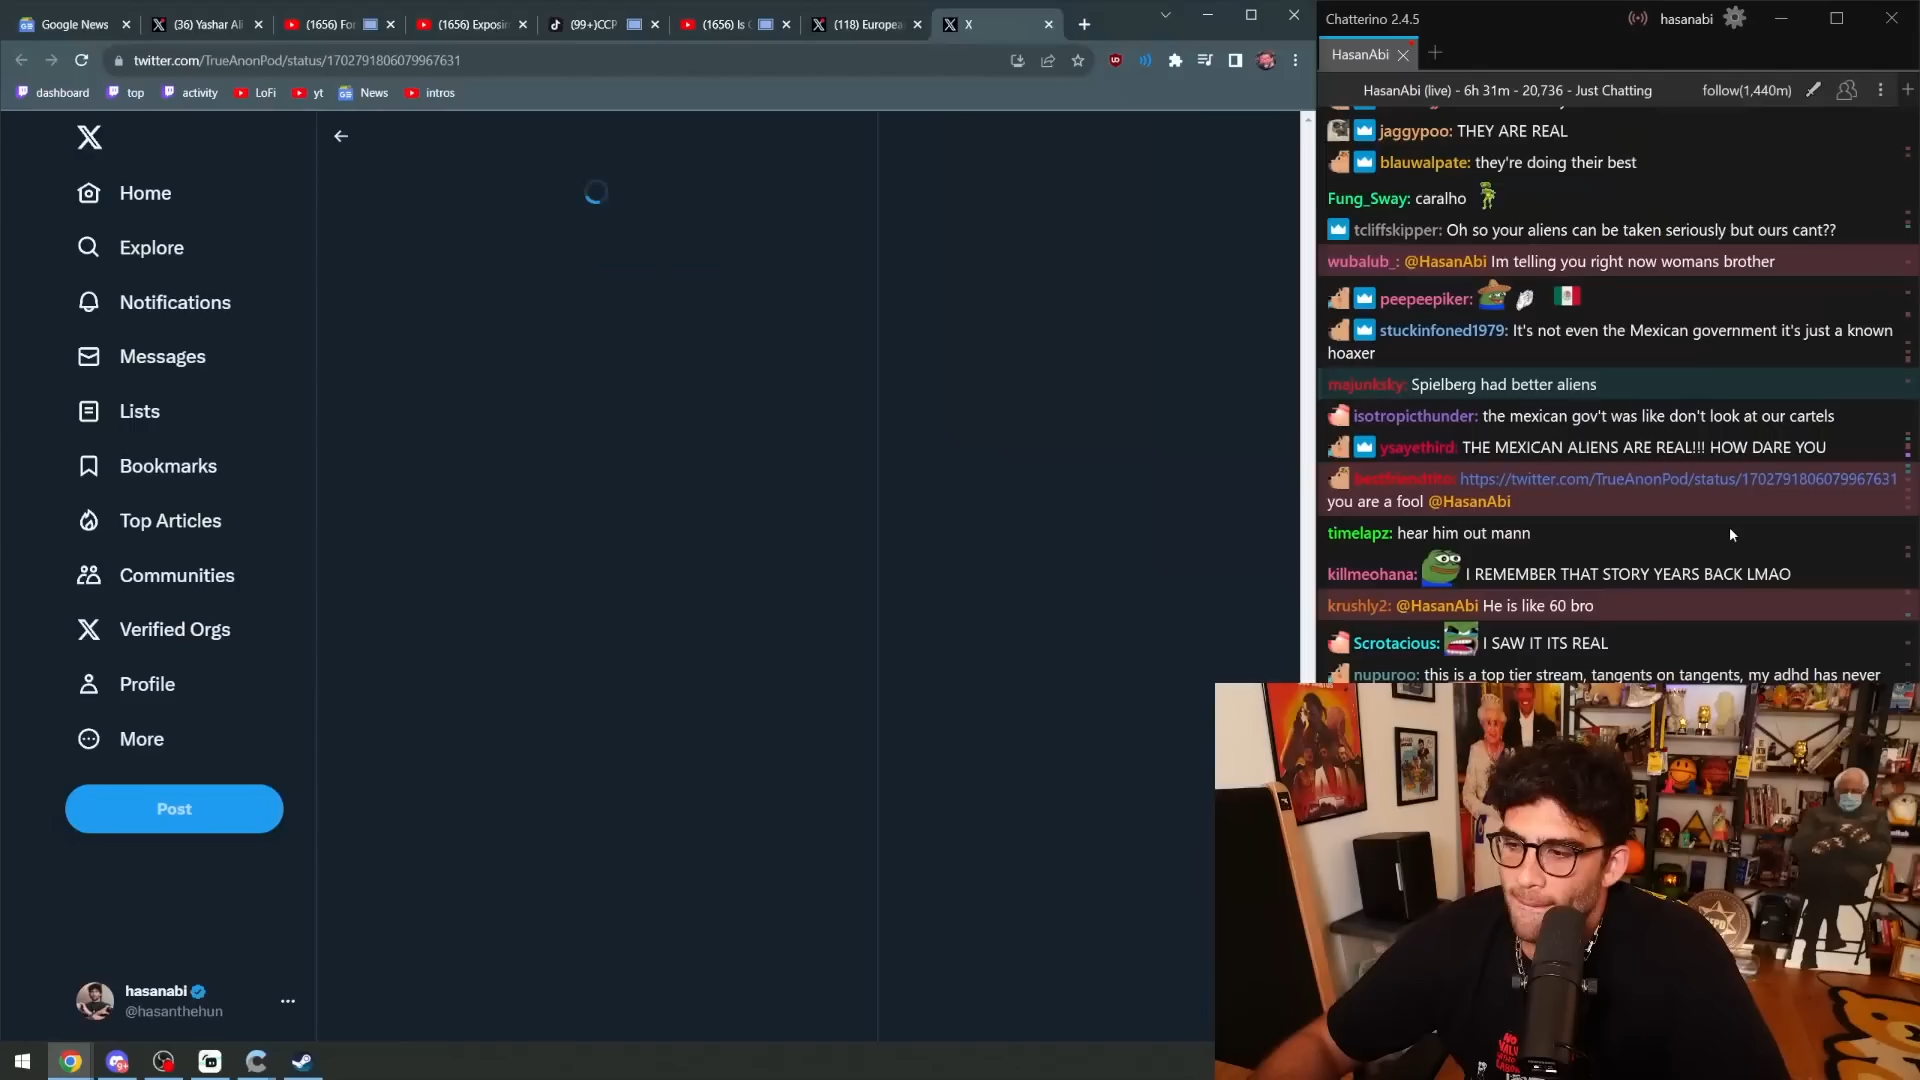 Google News
(36) Yashar Ali
(1656) For
(1656) Exposin
(99+)CCP
(1656) Is C
(118) Europea
X
twitter.com/TrueAnonPod/status/1702791806079967631
dashboard
top
activity
LoFi
yt
News
intros
Home
Explore
Notifications
Messages
Lists
Bookmarks
Top Articles
Communities
Verified Orgs
Profile
More
Post
hasanabi
@hasanthehun
Chatterino 2.4.5
hasanabi
HasanAbi
HasanAbi (live) - 6h 31m - 20,736 - Just Chatting
follow(1,440m)
jaggypoo: THEY ARE REAL
blauwalpate: they're doing their best
Fung_Sway: caralho
tcliffskipper: Oh so your aliens can be taken seriously but ours cant??
wubalub_: @HasanAbi Im telling you right now womans brother
peepeepiker:
stuckinfoned1979: It's not even the Mexican government it's just a known
hoaxer
majunksky: Spielberg had better aliens
isotropicthunder: the mexican gov't was like don't look at our cartels
ysayethird: THE MEXICAN ALIENS ARE REAL!!! HOW DARE YOU
bestfriendtito: https://twitter.com/TrueAnonPod/status/1702791806079967631
you are a fool @HasanAbi
timelapz: hear him out mann
killmeohana: I REMEMBER THAT STORY YEARS BACK LMAO
krushly2: @HasanAbi He is like 60 bro
Scrotacious: I SAW IT ITS REAL
nupuroo: this is a top tier stream, tangents on tangents, my adhd has never